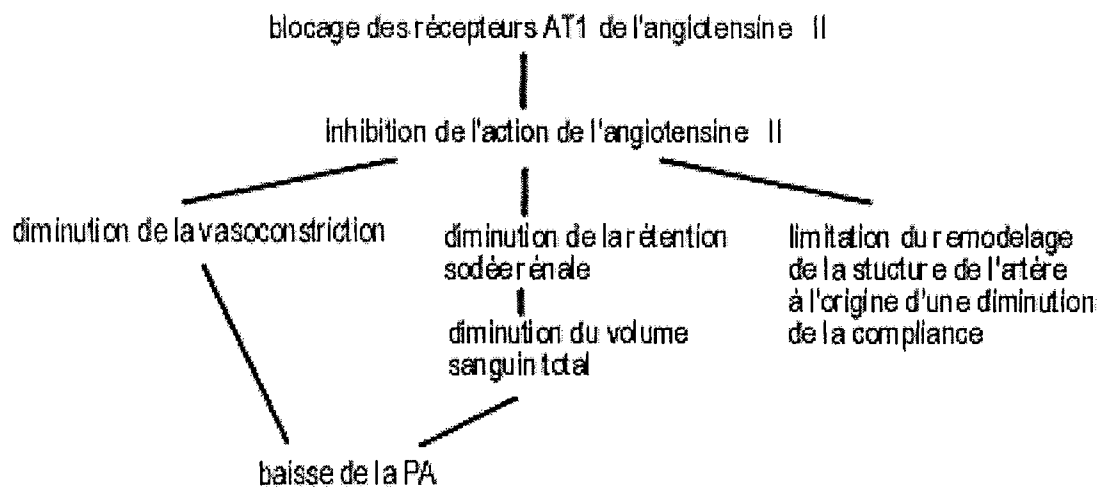 blocage des récepteurs AT1 de l'angiotensine II
inhibition de l'action de l'angiotensine II
diminution de la vasoconstriction
diminution de la rétention
sodée rénale
limitation du remodelage
de la stucture de l'artère
à l'origine d'une diminution
de la compliance
diminution du volume
sanguin total
baisse de la PA